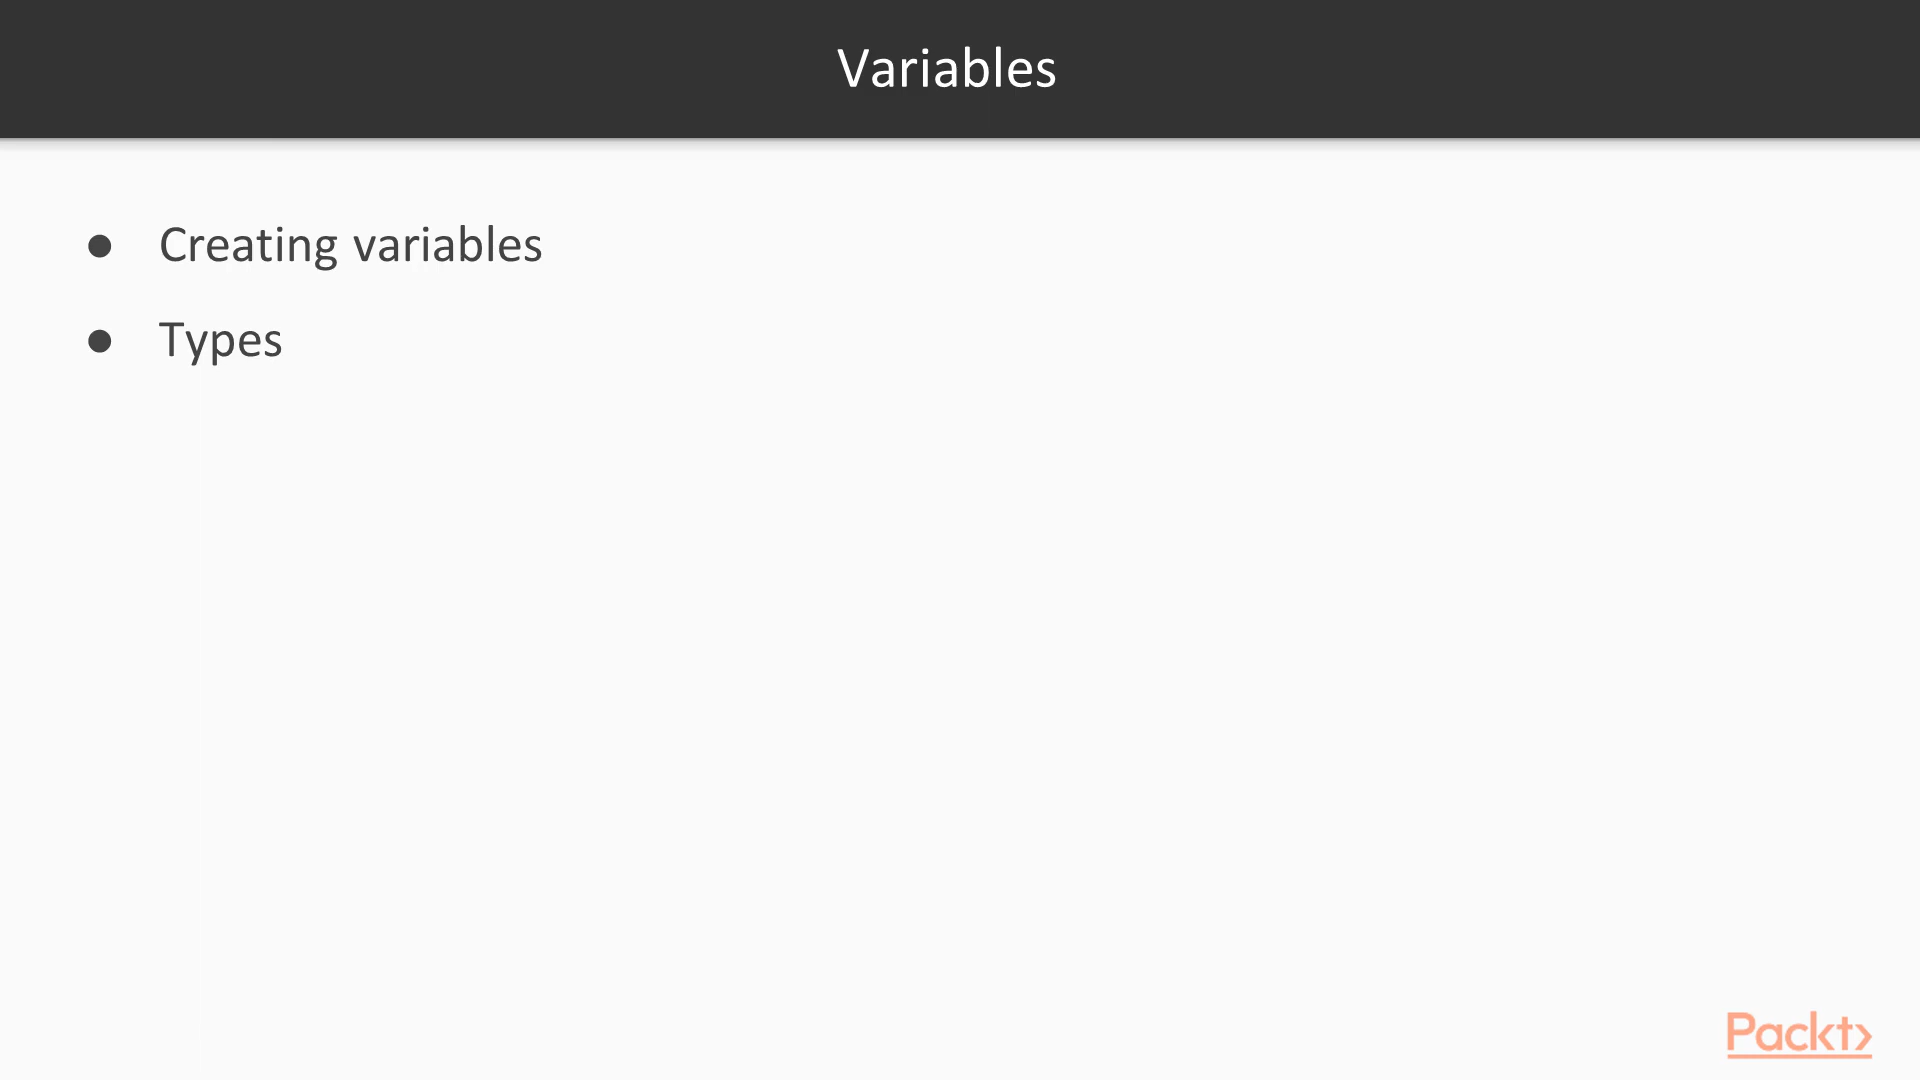 Variables
● Creating variables
● Types
Packt>